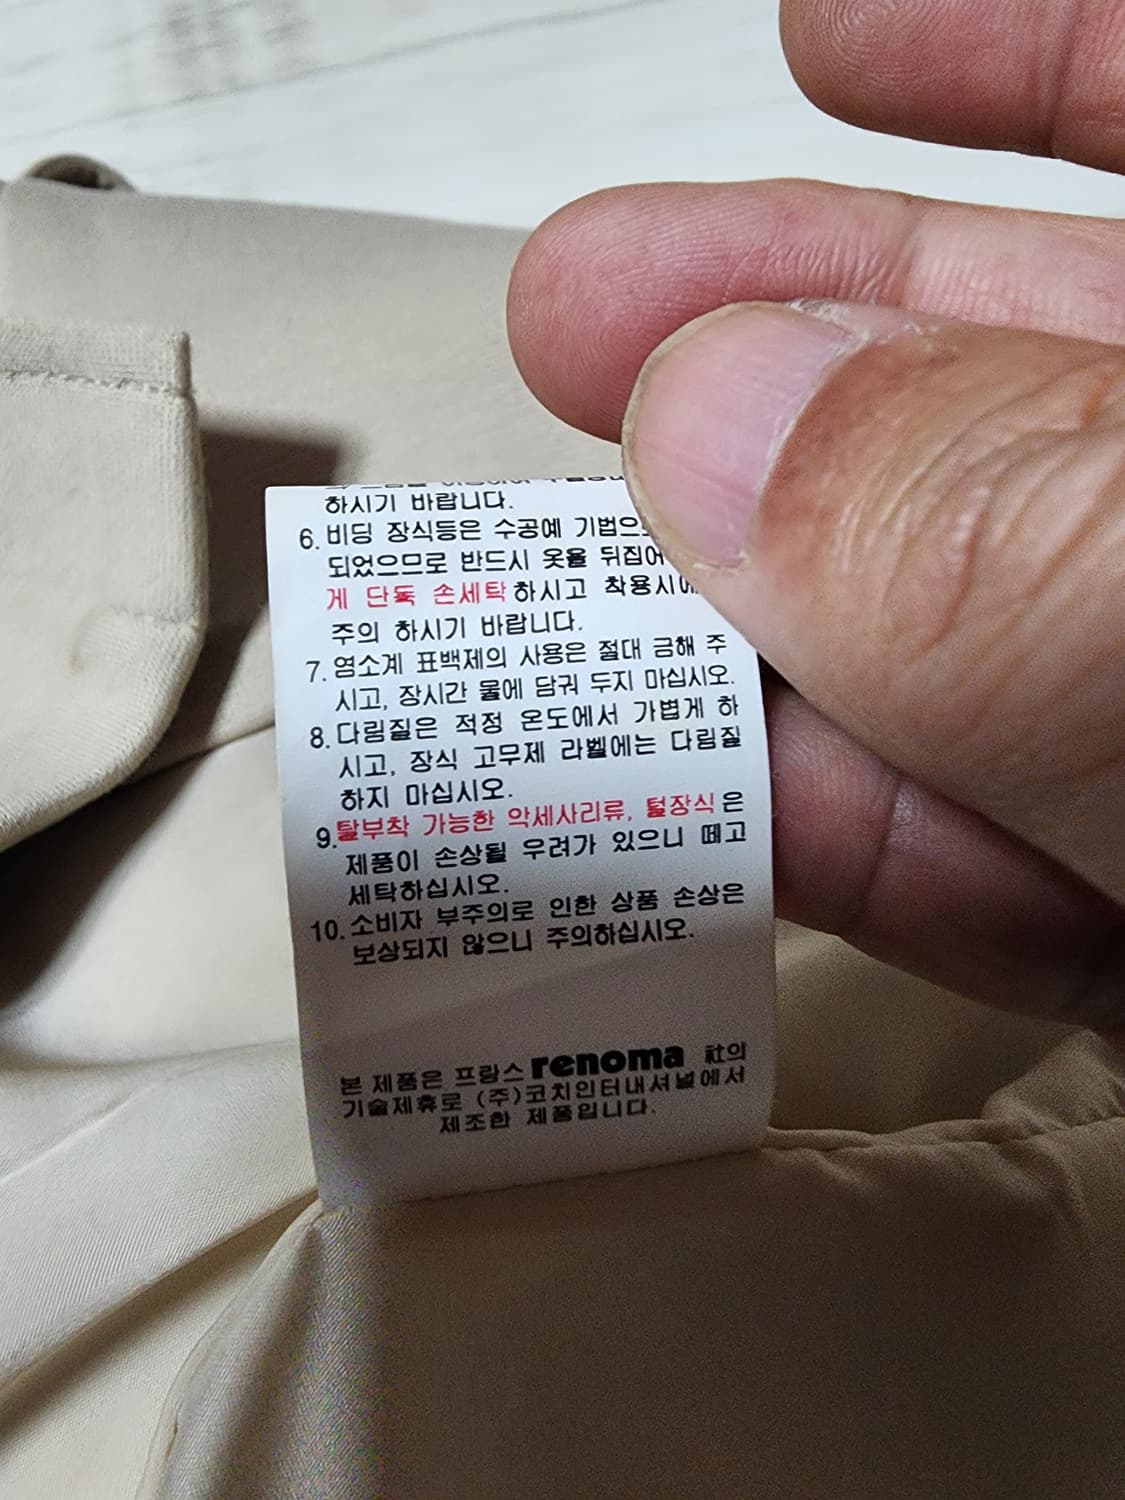 하시기 바랍니다.
6. 비딩 장식등은 수공예 기법으
되었으므로 반드시 옷을 뒤집어
게 단독 손세탁하시고 착용시에
주의 하시기 바랍니다.
7. 염소계 표백제의 사용은 절대 금해 주
시고, 장시간 물에 담궈 두지 마십시오.
8. 다림질은 적정 온도에서 가볍게 하
시고, 장식 고무제 라벨에는 다림질
하지 마십시오.
9. 탈부착 가능한 악세사리류, 털장식은
제품이 손상될 우려가 있으니 떼고
세탁하십시오.
10. 소비자 부주의로 인한 상품 손상은
보상되지 않으니 주의하십시오.
본 제품은 프랑스 renoma 社의
기술제휴로 (주)코치인터내셔널에서
제조한 제품입니다.